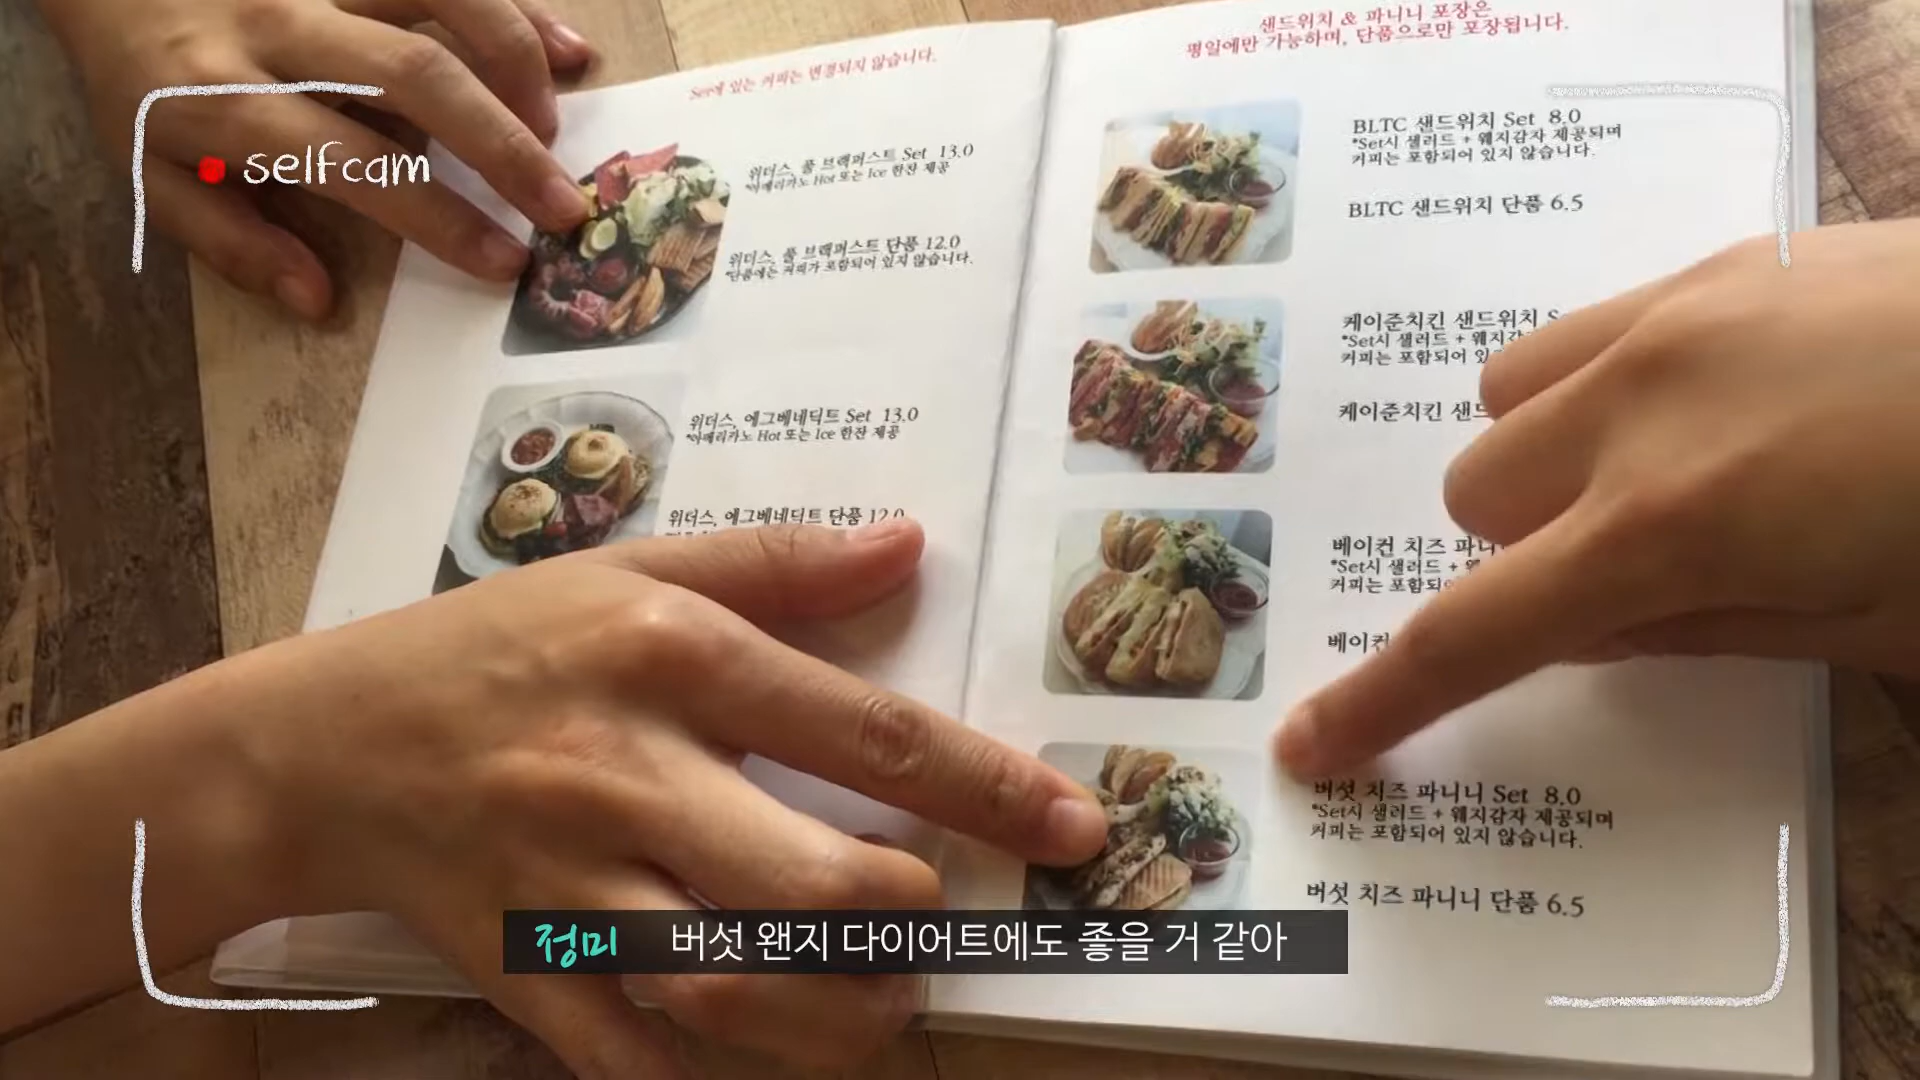 selfcam
Set에 있는 커피는 변경되지 않습니다.
위더스, 풀 브랙퍼스트 Set 13.0
*아메리카노 Hot 또는 Ice 한잔 제공
위더스, 풀 브랙퍼스트 단품 12.0
*단품에는 커피가 포함되어 있지 않습니다.
위더스, 에그베네딕트 Set 13.0
*아메리카노 Hot 또는 Ice 한잔 제공
위더스, 에그베네딕트 단품 12.0
샌드위치 & 파니니 포장은
평일에만 가능하며, 단품으로만 포장됩니다.
BLTC 샌드위치 Set 8.0
*Set시 샐러드 + 웨지감자 제공되며
커피는 포함되어 있지 않습니다.
BLTC 샌드위치 단품 6.5
케이준치킨 샌드위치
*Set시 샐러드 + 웨지감
커피는 포함되어 있
케이준치킨 샌드
베이컨 치즈 파니
*Set시 샐러드 + 웨
커피는 포함되
베이컨
버섯 치즈 파니니 Set 8.0
*Set시 샐러드 + 웨지감자 제공되며
커피는 포함되어 있지 않습니다.
버섯 치즈 파니니 단품 6.5
정미 버섯 왠지 다이어트에도 좋을 거 같아